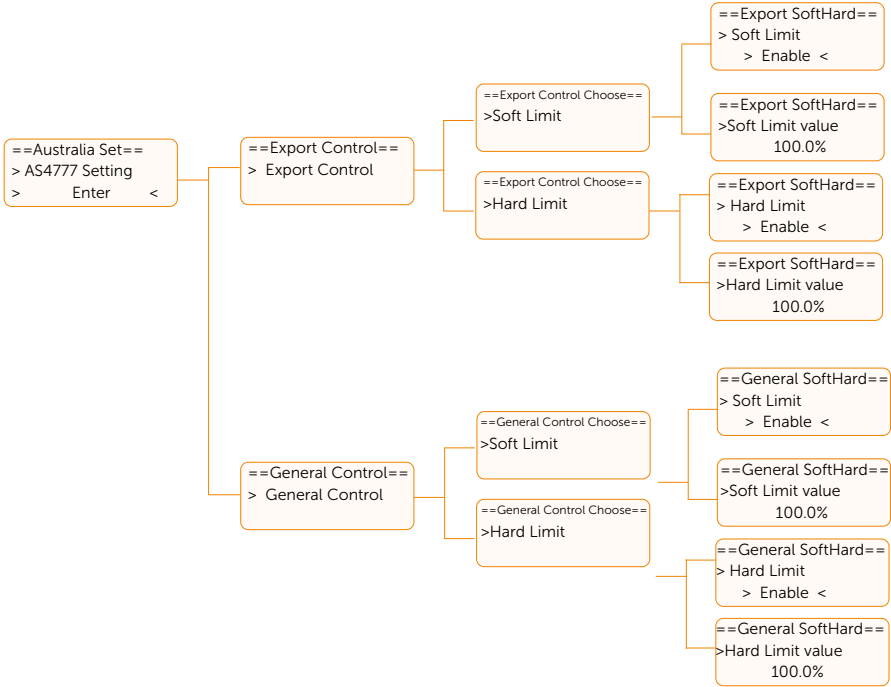 ==Australia Set==
> AS4777 Setting
> Enter <
==Export Control==
> Export Control
==Export Control Choose==
>Soft Limit
==Export SoftHard==
> Soft Limit
> Enable <
==Export SoftHard==
>Soft Limit value
100.0%
==Export Control Choose==
>Hard Limit
==Export SoftHard==
> Hard Limit
> Enable <
==Export SoftHard==
>Hard Limit value
100.0%
==General Control==
> General Control
==General Control Choose==
>Soft Limit
==General SoftHard==
> Soft Limit
> Enable <
==General SoftHard==
>Soft Limit value
100.0%
==General Control Choose==
>Hard Limit
==General SoftHard==
> Hard Limit
> Enable <
==General SoftHard==
>Hard Limit value
100.0%